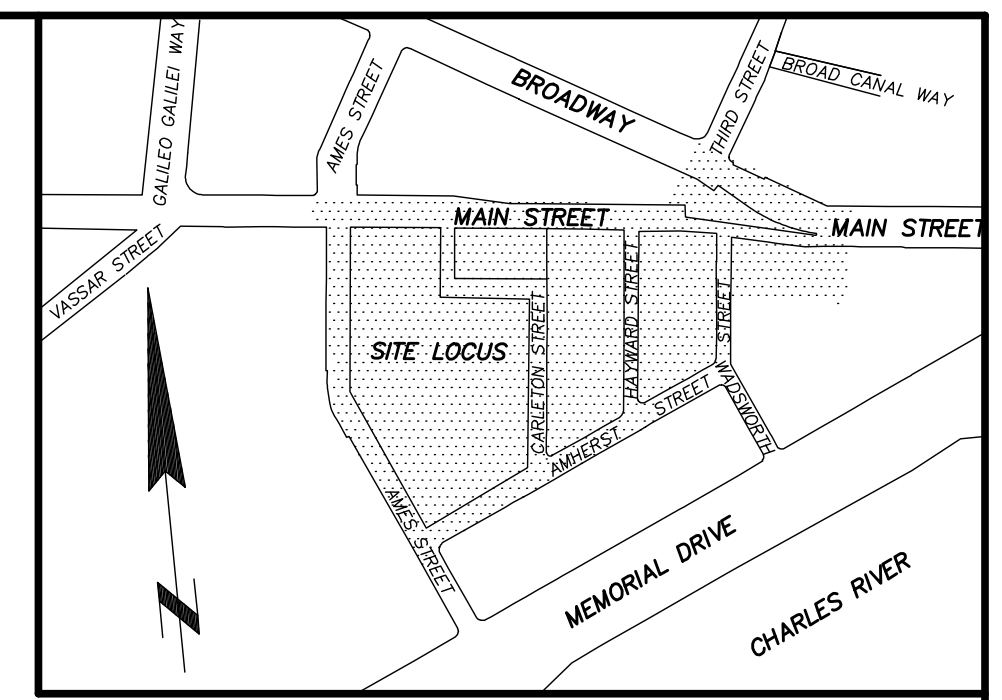 GALILEO GALILEI WAY
AMES STREET
BROADWAY
THIRD STREET
BROAD CANAL WAY
MAIN STREET
MAIN STREET
VASSAR STREET
SITE LOCUS
CARLETON STREET
HAYWARD STREET
WADSWORTH STREET
AMHERST STREET
AMES STREET
MEMORIAL DRIVE
CHARLES RIVER
N